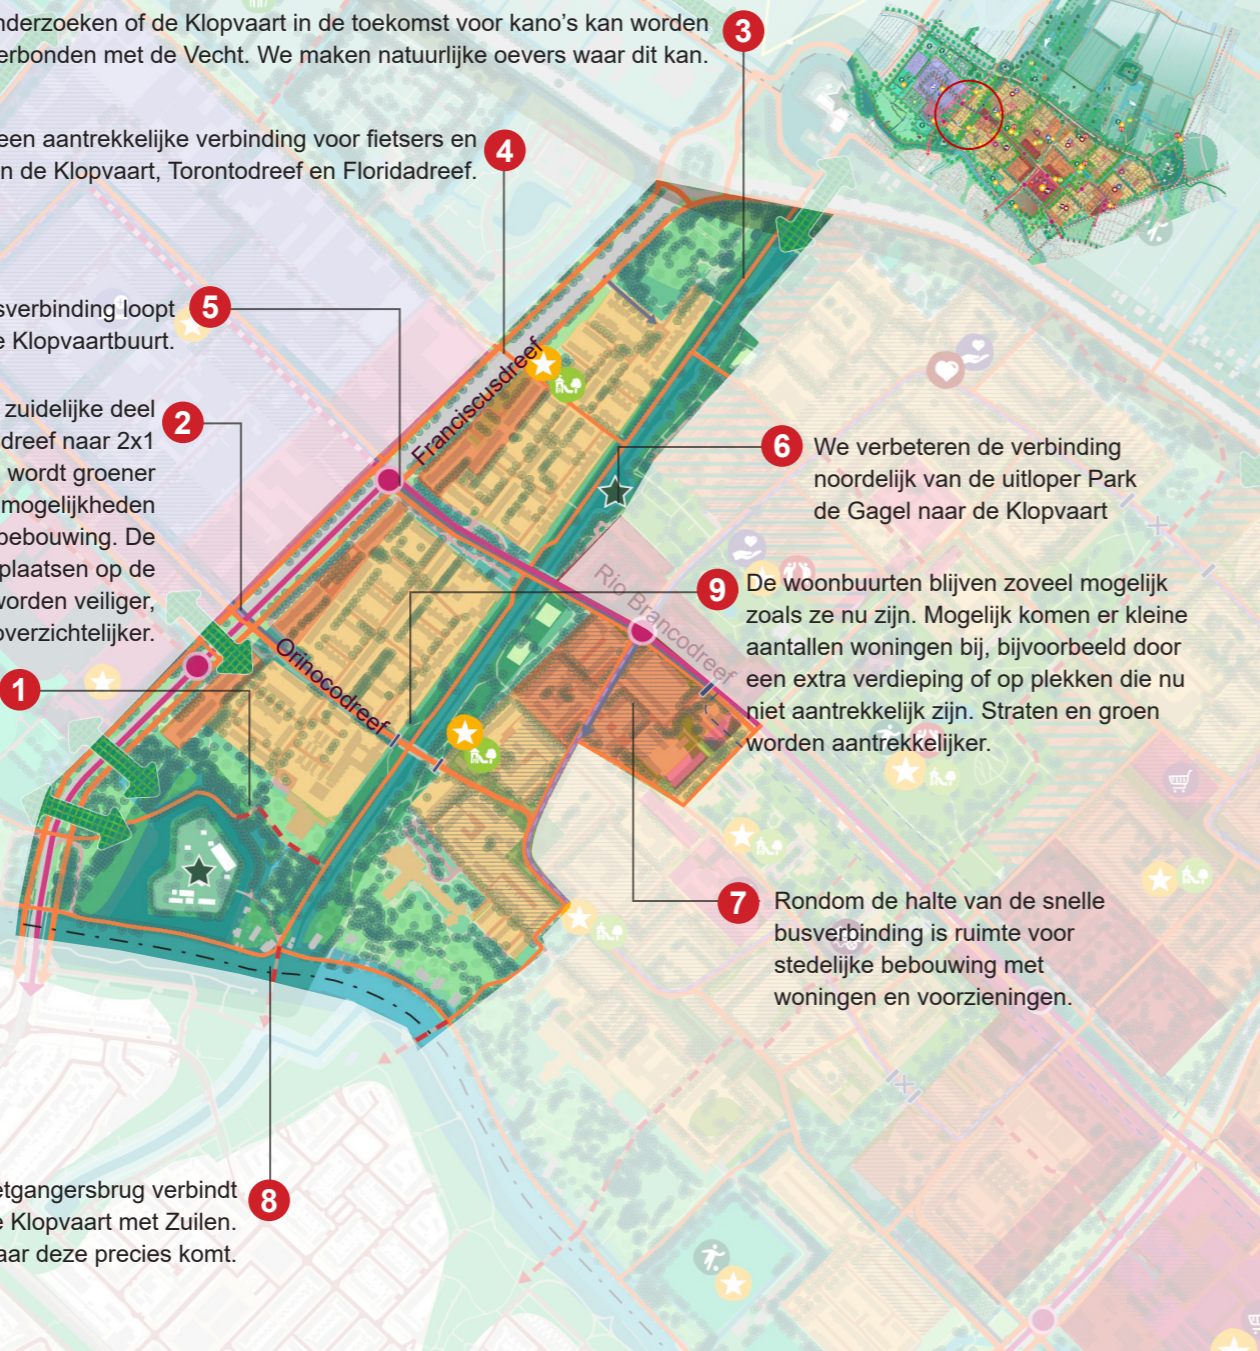 nderzoeken of de Klopvaart in de toekomst voor kano's kan worden
erbonden met de Vecht. We maken natuurlijke oevers waar dit kan.
3
een aantrekkelijke verbinding voor fietsers en
n de Klopvaart, Torontodreef en Floridadreef.
4
sverbinding loopt
e Klopvaartbuurt.
5
zuidelijke deel
dreef naar 2x1
wordt groener
mogelijkheden
bebouwing. De
plaatsen op de
worden veiliger,
overzichtelijker.
2
Franciscusdreef
6
We verbeteren de verbinding
noordelijk van de uitloper Park
de Gagel naar de Klopvaart
Rio Brancodreef
9
De woonbuurten blijven zoveel mogelijk
zoals ze nu zijn. Mogelijk komen er kleine
aantallen woningen bij, bijvoorbeeld door
een extra verdieping of op plekken die nu
niet aantrekkelijk zijn. Straten en groen
worden aantrekkelijker.
Orinocodreef
1
7
Rondom de halte van de snelle
busverbinding is ruimte voor
stedelijke bebouwing met
woningen en voorzieningen.
etgangersbrug verbindt
e Klopvaart met Zuilen.
aar deze precies komt.
8